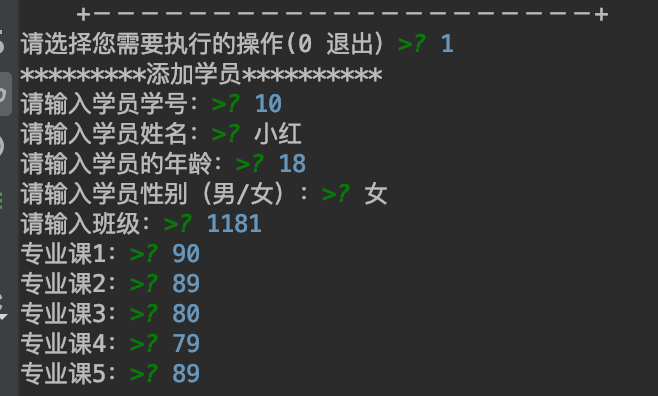 +－－－－－－－－－－－－－－－－－－－－－－－+
请选择您需要执行的操作(0 退出) >? 1
*********添加学员**********
请输入学员学号: >? 10
请输入学员姓名: >? 小红
请输入学员的年龄: >? 18
请输入学员性别（男/女）: >? 女
请输入班级: >? 1181
专业课1: >? 90
专业课2: >? 89
专业课3: >? 80
专业课4: >? 79
专业课5: >? 89